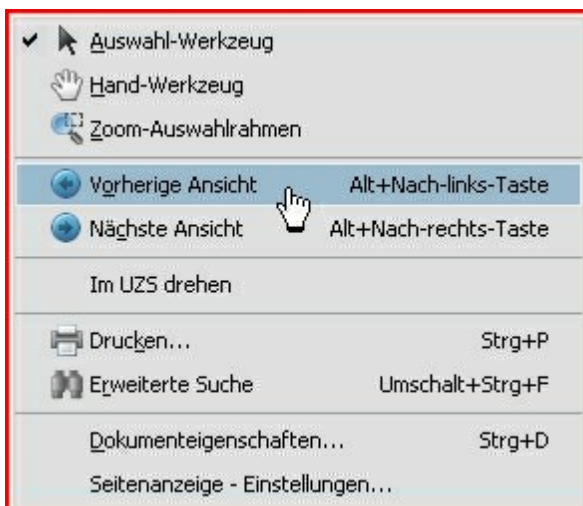 Auswahl-Werkzeug
Hand-Werkzeug
Zoom-Auswahlrahmen
Vorherige Ansicht Alt+Nach-links-Taste
Nächste Ansicht Alt+Nach-rechts-Taste
Im UZS drehen
Drucken... Strg+P
Erweiterte Suche Umschalt+Strg+F
Dokumenteigenschaften... Strg+D
Seitenanzeige - Einstellungen...